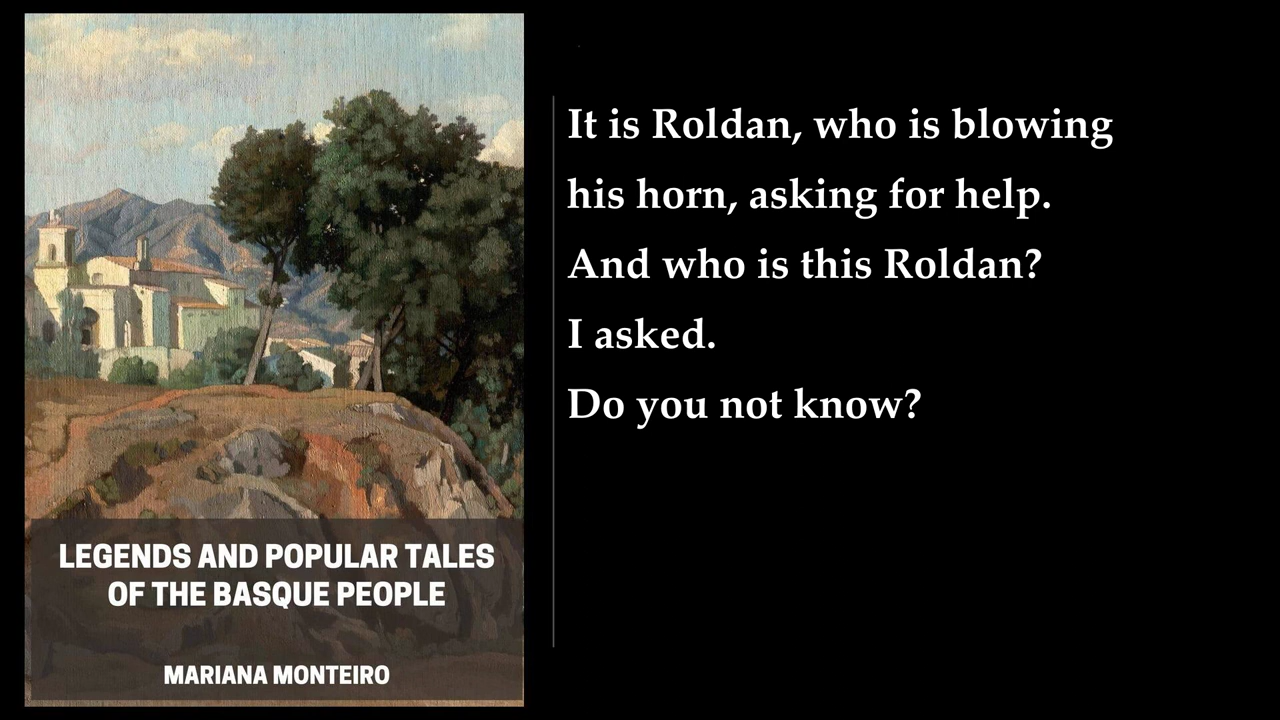 It is Roldan, who is blowing
his horn, asking for help.
And who is this Roldan?
I asked.
Do you not know?
LEGENDS AND POPULAR TALES
OF THE BASQUE PEOPLE
MARIANA MONTEIRO